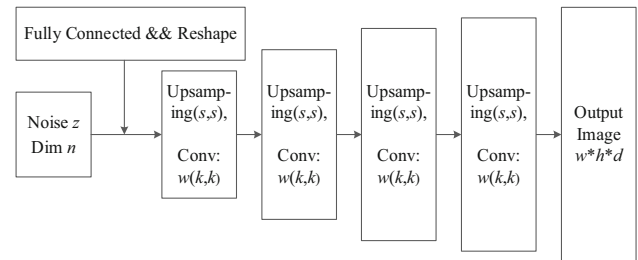 Fully Connected && Reshape
Noise z
Dim n
Upsamp-
ing(s,s),
Conv:
w(k,k)
Upsamp-
ing(s,s),
Conv:
w(k,k)
Upsamp-
ing(s,s),
Conv:
w(k,k)
Upsamp-
ing(s,s),
Conv:
w(k,k)
Output
Image
w*h*d